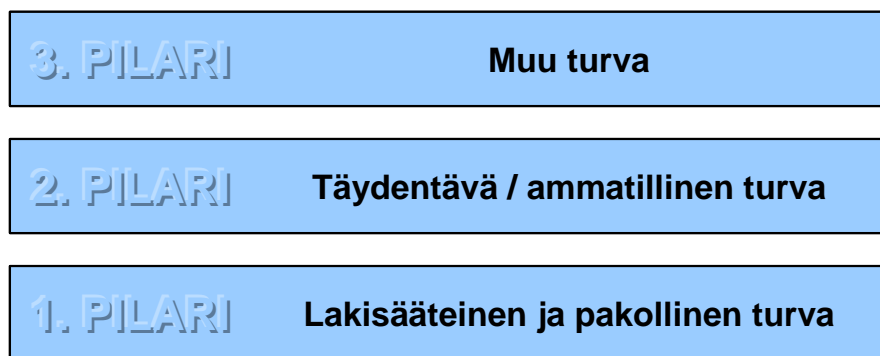 3. PILARI Muu turva
2. PILARI Täydentävä / ammatillinen turva
1. PILARI Lakisääteinen ja pakollinen turva